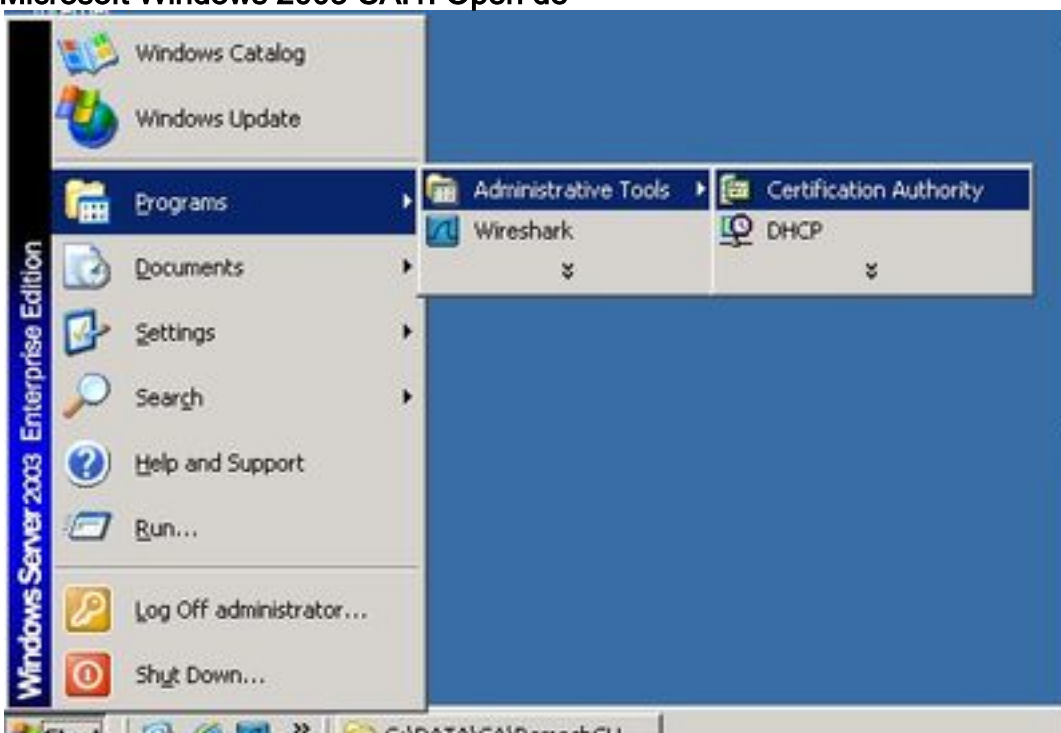 Windows Catalog
Windows Update
Programs
Documents
Settings
Search
Help and Support
Run...
Log Off administrator...
Shut Down...
Administrative Tools
Wireshark
Certification Authority
DHCP
Windows Server 2003 Enterprise Edition